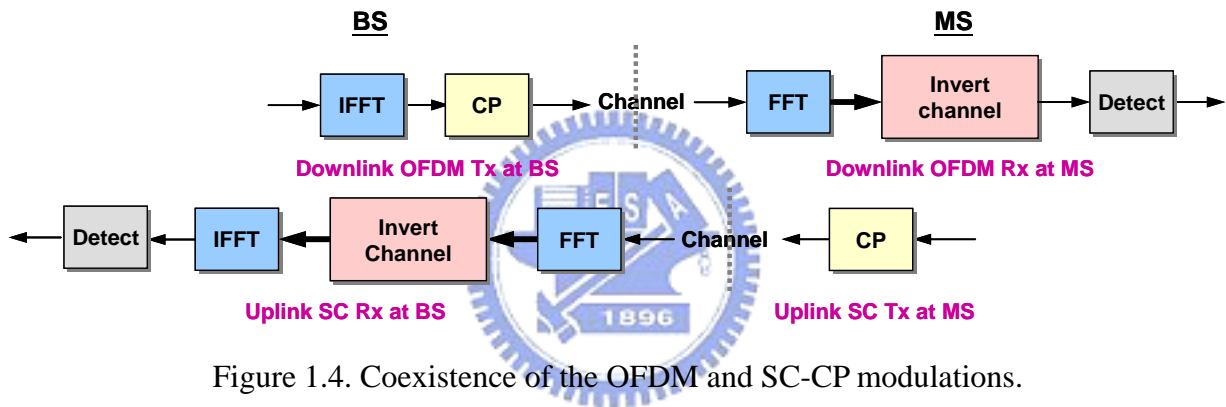 BS MS
IFFT CP Channel FFT Invert channel Detect
Downlink OFDM Tx at BS Downlink OFDM Rx at MS
Detect IFFT Invert Channel FFT Channel CP
Uplink SC Rx at BS Uplink SC Tx at MS
E S A
1896
Figure 1.4. Coexistence of the OFDM and SC-CP modulations.